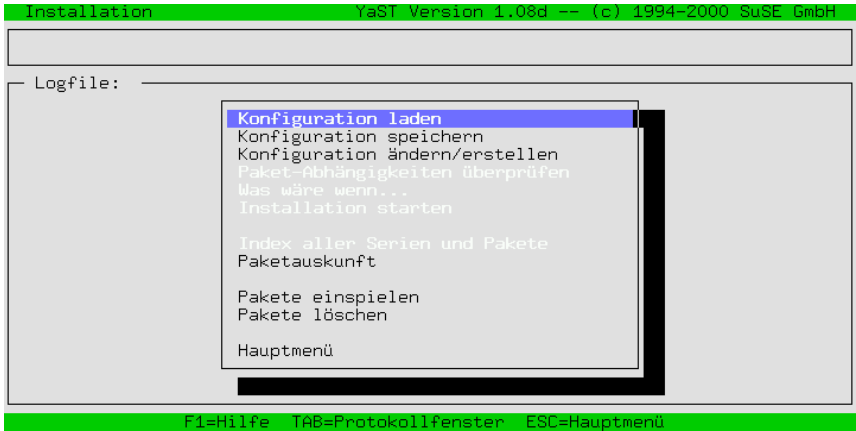 Installation YaST Version 1.08d -- (c) 1994-2000 SuSE GmbH
Logfile:
Konfiguration laden
Konfiguration speichern
Konfiguration ändern/erstellen
Paket-Abhängigkeiten überprüfen
Was wäre wenn...
Installation starten
Index aller Serien und Pakete
Paketauskunft
Pakete einspielen
Pakete löschen
Hauptmenü
F1=Hilfe TAB=Protokollfenster ESC=Hauptmenü